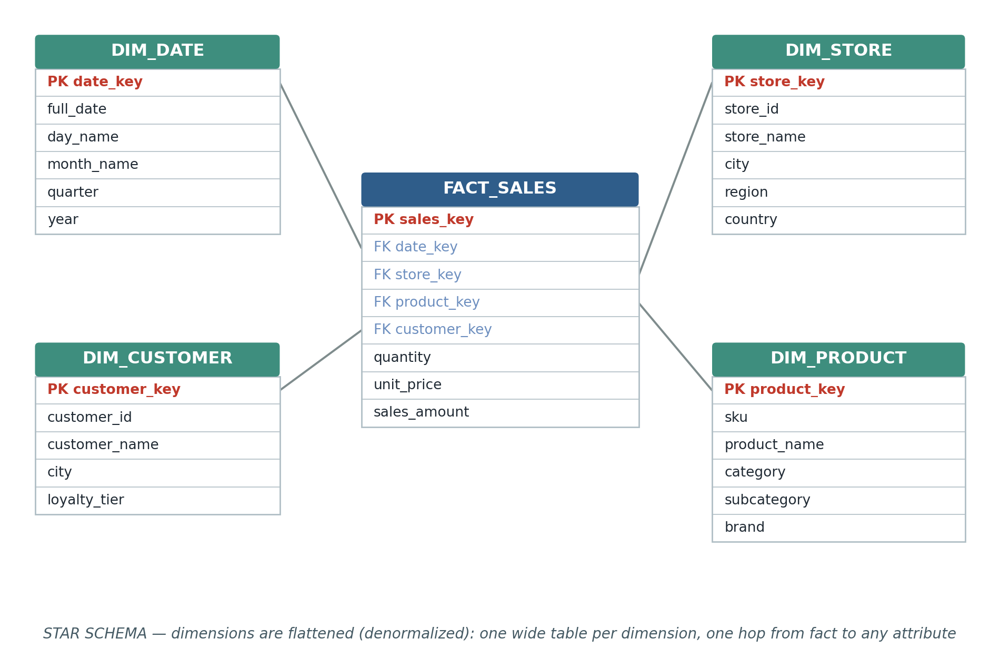 DIM_DATE
PK date_key
full_date
day_name
month_name
quarter
year
DIM_STORE
PK store_key
store_id
store_name
city
region
country
FACT_SALES
PK sales_key
FK date_key
FK store_key
FK product_key
FK customer_key
quantity
unit_price
sales_amount
DIM_CUSTOMER
PK customer_key
customer_id
customer_name
city
loyalty_tier
DIM_PRODUCT
PK product_key
sku
product_name
category
subcategory
brand
STAR SCHEMA — dimensions are flattened (denormalized): one wide table per dimension, one hop from fact to any attribute